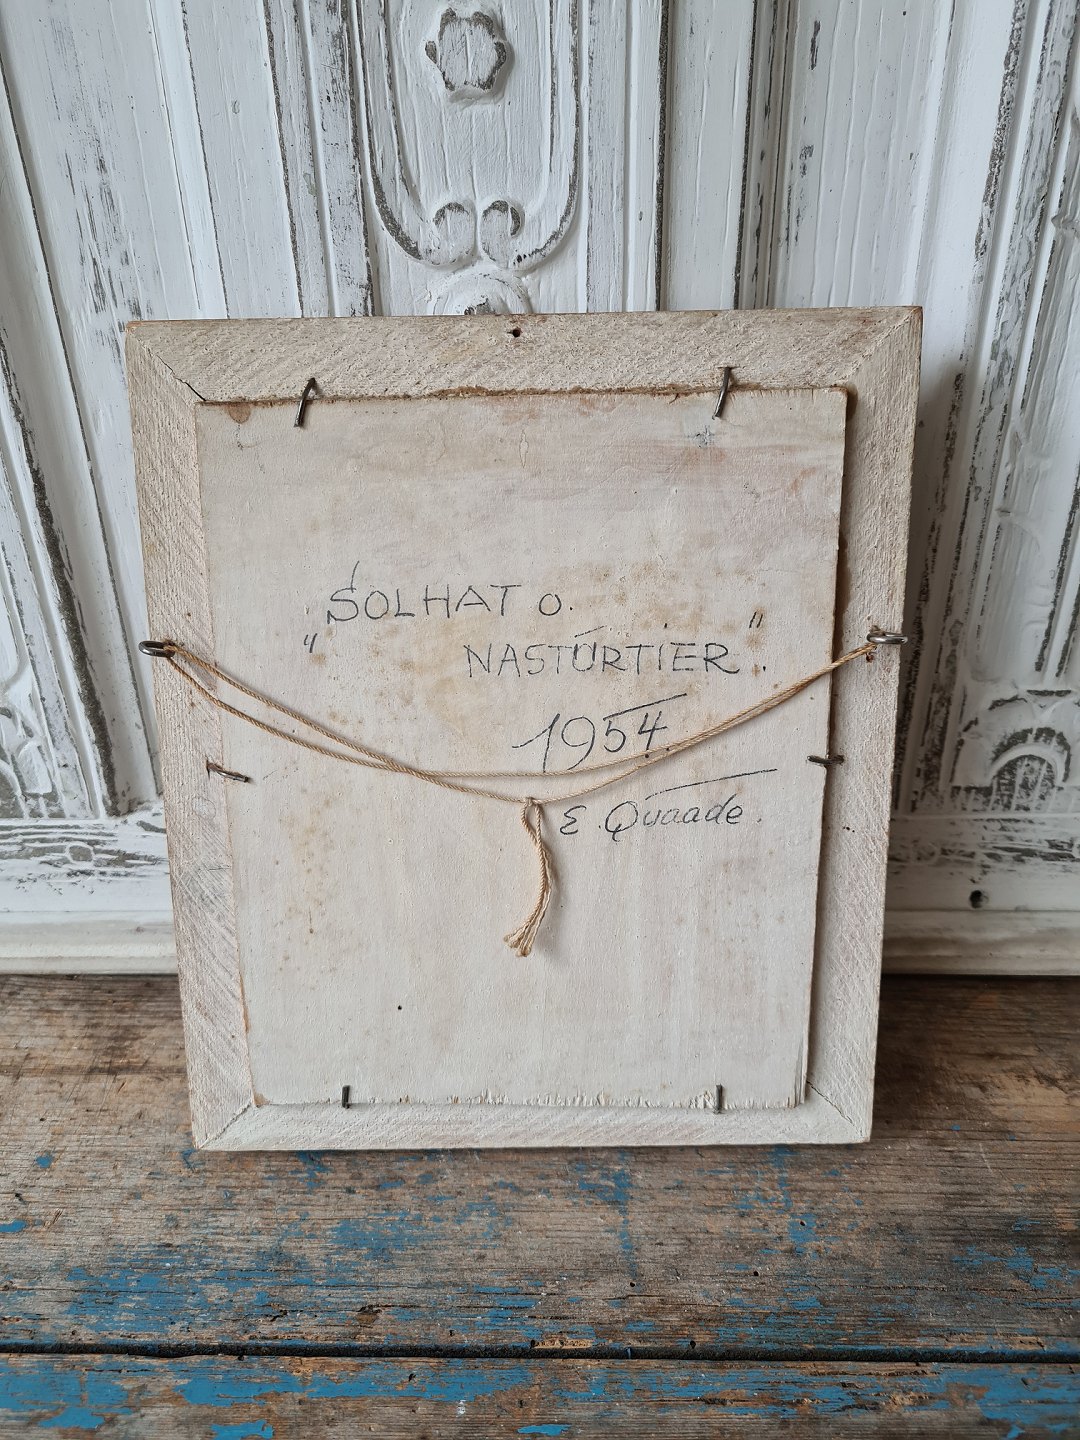 „SOLHAT o.
NASTURTIER".
1954
E. Quaade.